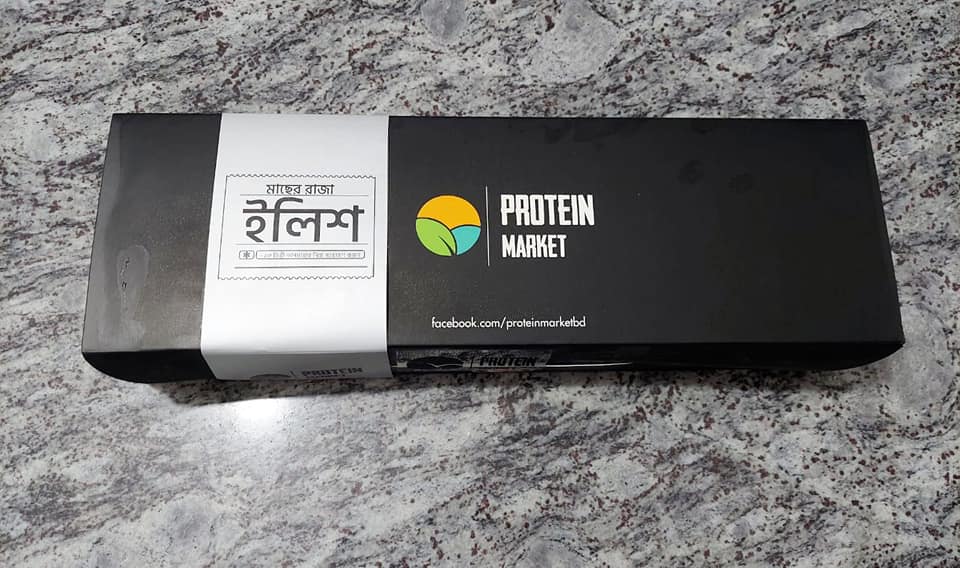 মাছের রাজা
ইলিশ
PROTEIN
MARKET
facebook.com/proteinmarketbd
PROTEIN
PROTEIN